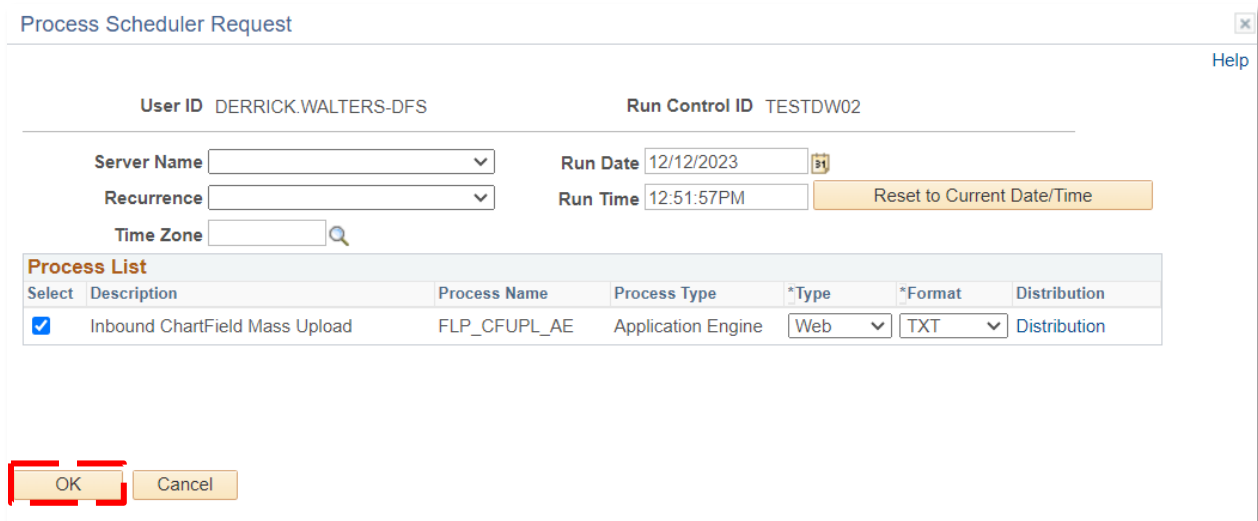 Process Scheduler Request
Help
User ID DERRICK.WALTERS-DFS Run Control ID TESTDW02
Server Name Run Date 12/12/2023 31
Recurrence Run Time 12:51:57PM Reset to Current Date/Time
Time Zone
Process List
Select Description Process Name Process Type *Type *Format Distribution
Inbound ChartField Mass Upload FLP_CFUPL_AE Application Engine Web TXT Distribution
OK Cancel